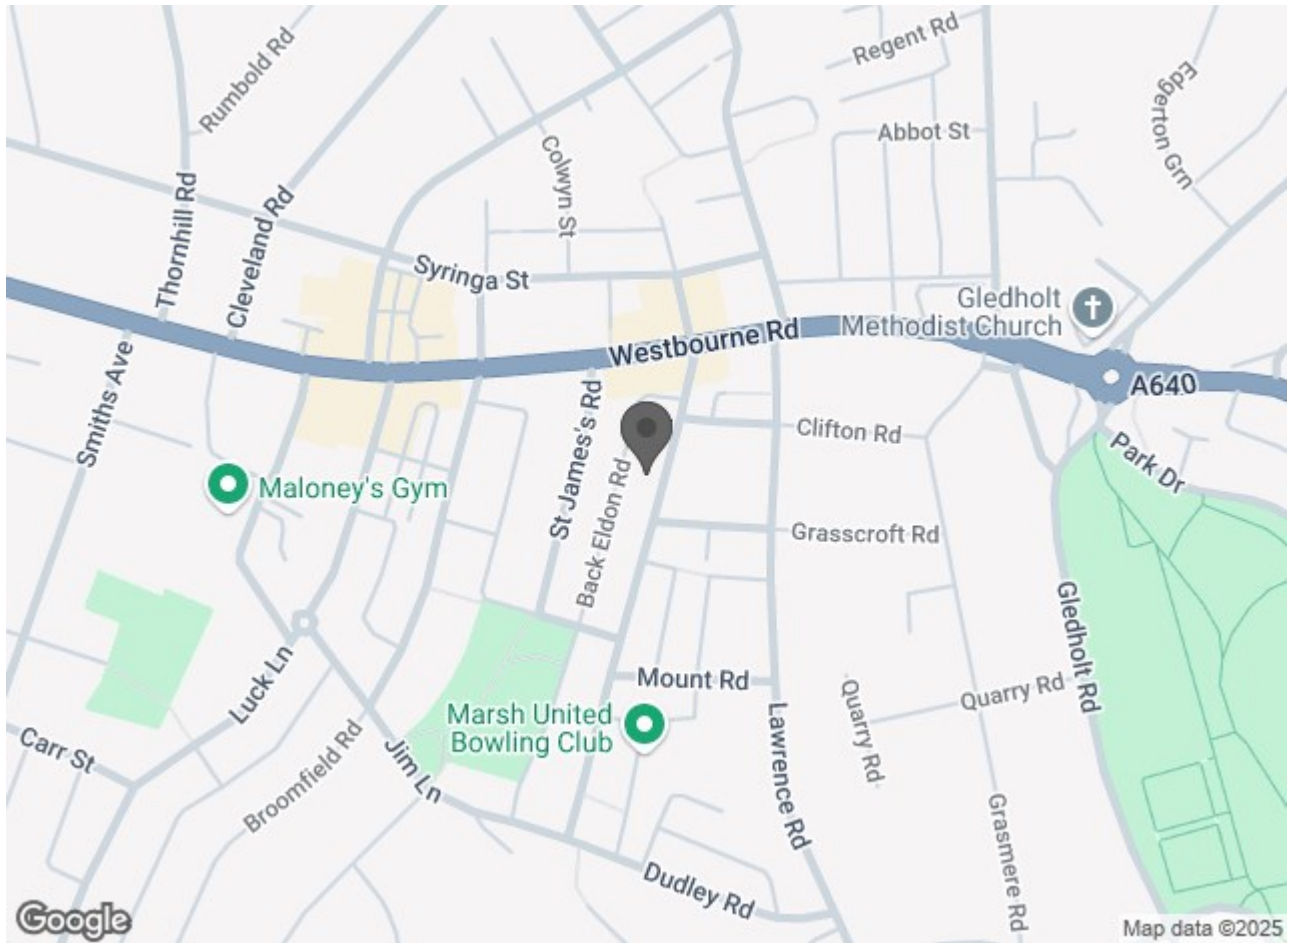 Rumbold Rd
Regent Rd
Edgerton Grn
Abbot St
Colwyn St
Thornhill Rd
Cleveland Rd
Syringa St
Gledholt
Methodist Church
Westbourne Rd
A640
Smiths Ave
St James's Rd
Clifton Rd
Park Dr
Back Eldon Rd
Maloney's Gym
Grasscroft Rd
Gledholt Rd
Luck Ln
Mount Rd
Quarry Rd
Quarry Rd
Marsh United
Bowling Club
Carr St
Broomfield Rd
Jim Ln
Lawrence Rd
Grasmere Rd
Dudley Rd
Google
Map data ©2025